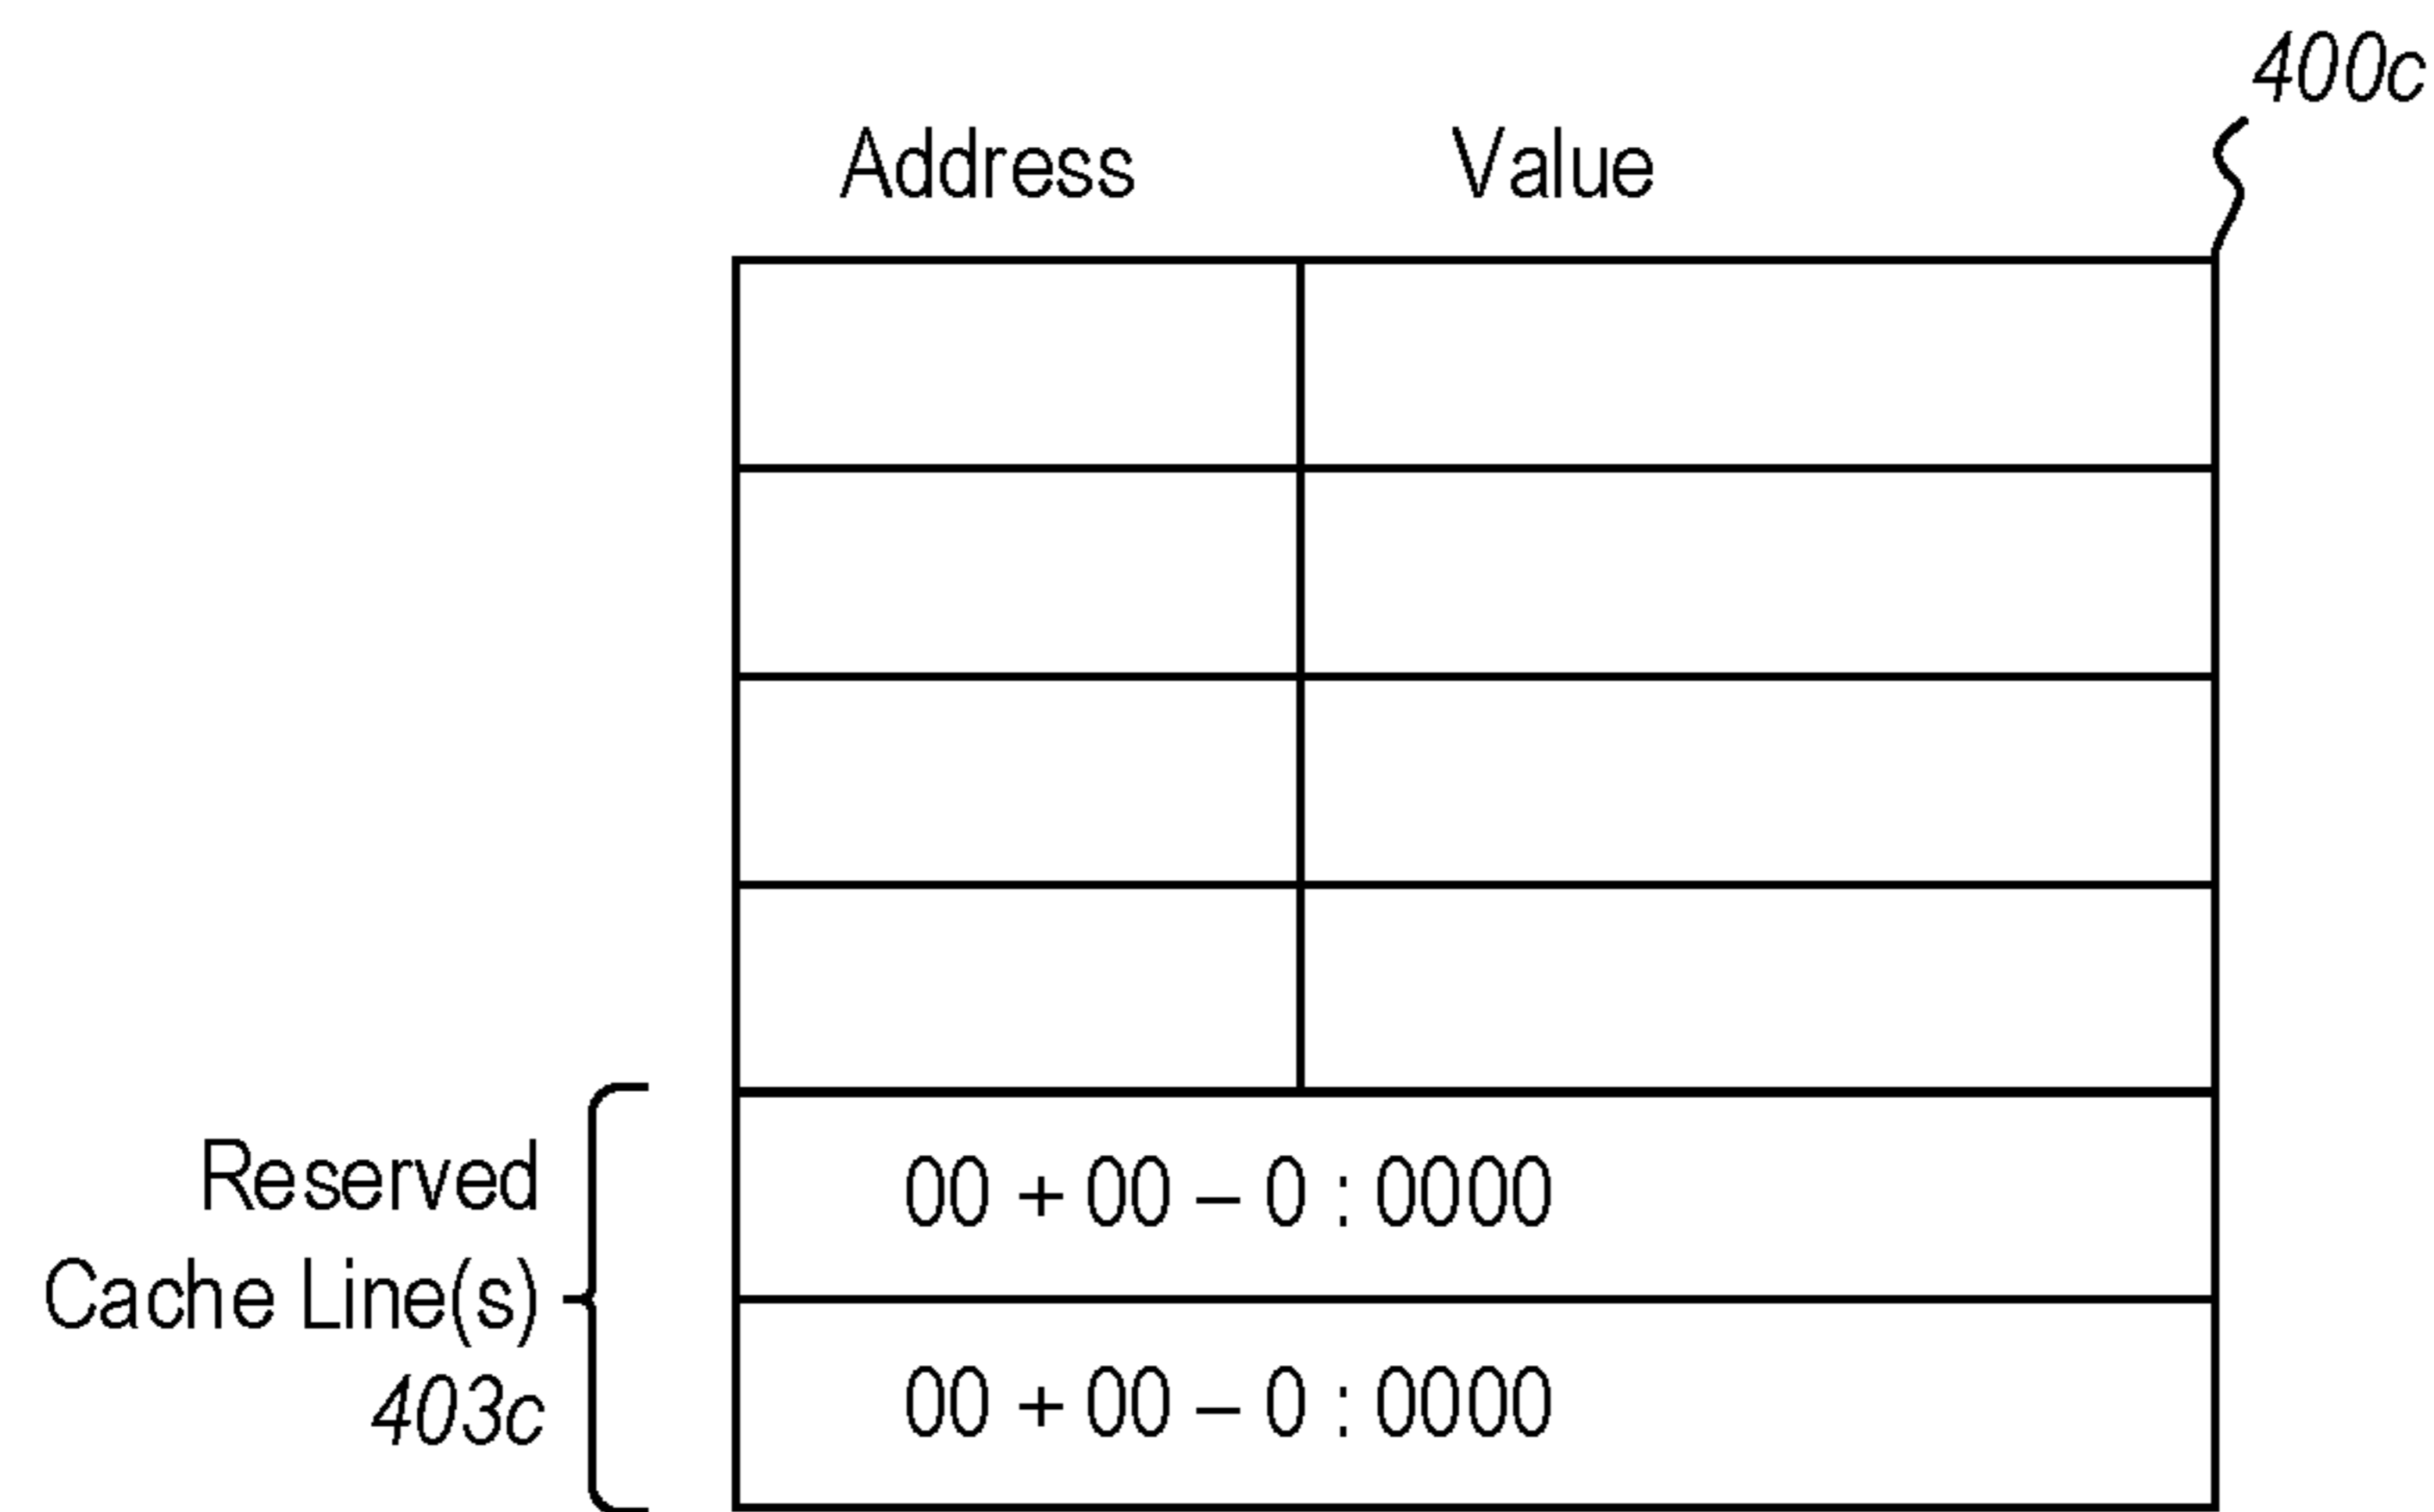 400c
Address Value
Reserved
Cache Line(s)
403c
00 + 00 – 0 : 0000
00 + 00 – 0 : 0000